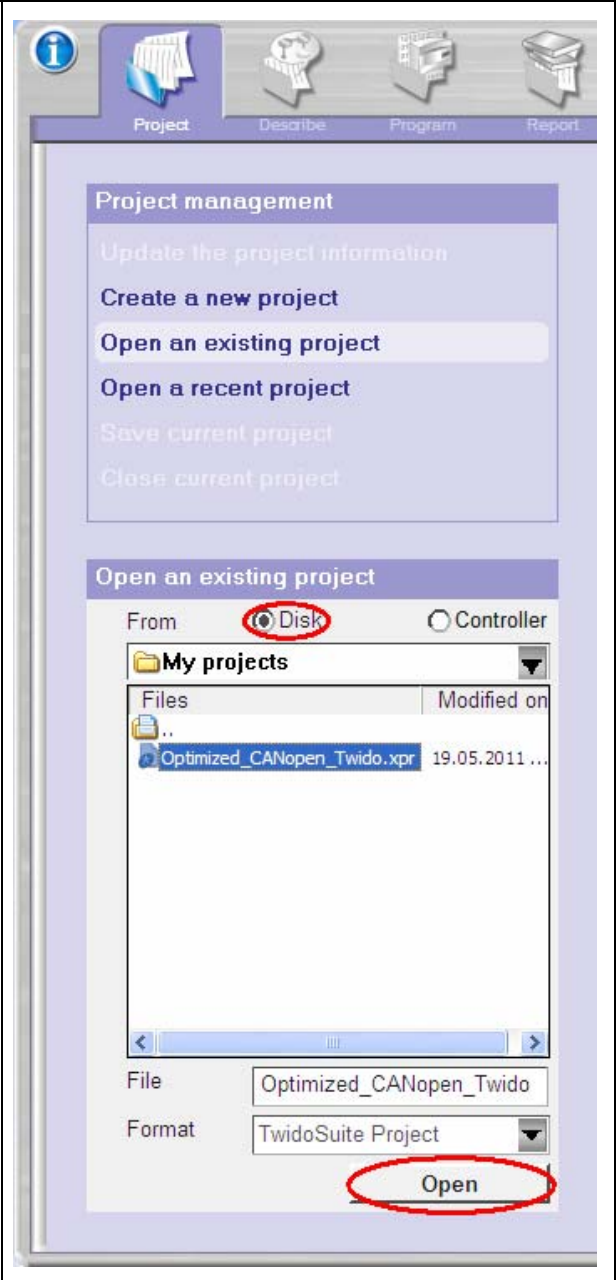 Project Describe Program Report
Project management
Update the project information
Create a new project
Open an existing project
Open a recent project
Save current project
Close current project
Open an existing project
From Disk Controller
My projects
Files Modified on
..
Optimized_CANopen_Twido.xpr 19.05.2011 ...
File Optimized_CANopen_Twido
Format TwidoSuite Project
Open